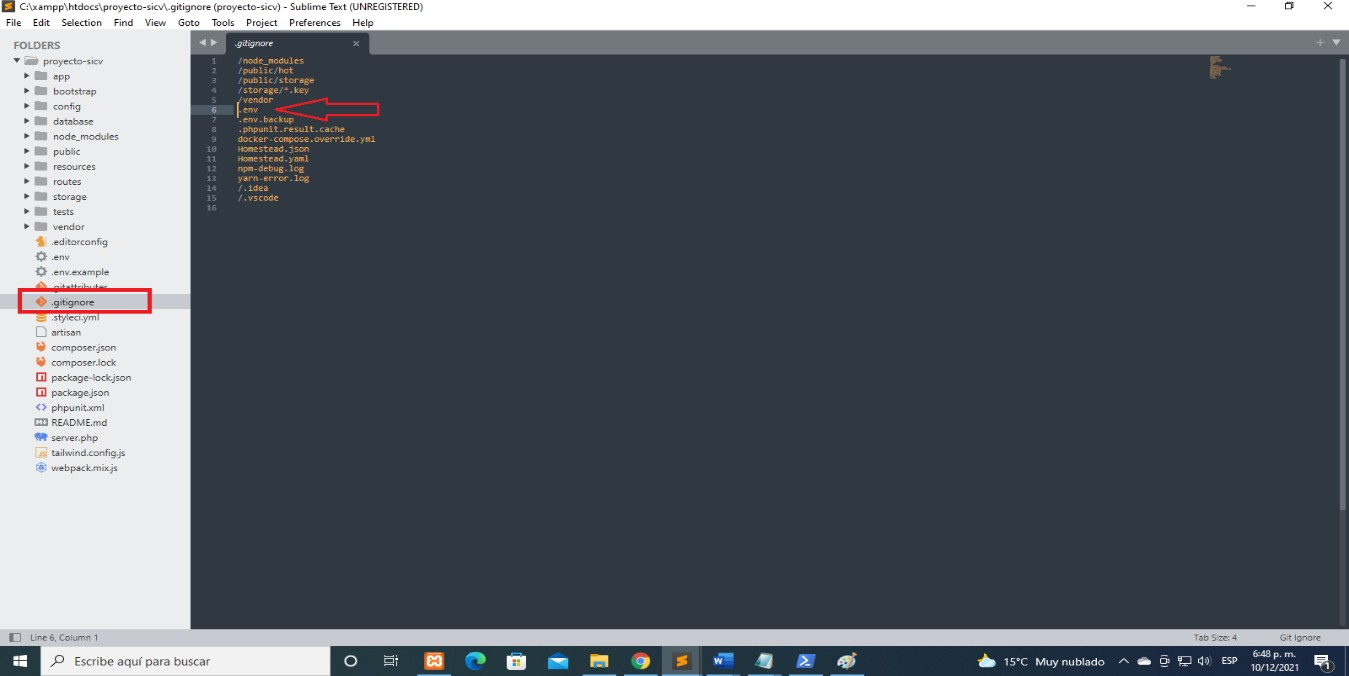 C:\xampp\htdocs\proyecto-sicv\.gitignore (proyecto-sicv) - Sublime Text (UNREGISTERED)
File Edit Selection Find View Goto Tools Project Preferences Help
FOLDERS
proyecto-sicv
app
bootstrap
config
database
node_modules
public
resources
routes
storage
tests
vendor
.editorconfig
.env
.env.example
.gitattributes
.gitignore
.styleci.yml
artisan
composer.json
composer.lock
package-lock.json
package.json
phpunit.xml
README.md
server.php
tailwind.config.js
webpack.mix.js
.gitignore
1 /node_modules
2 /public/hot
3 /public/storage
4 /storage/*.key
5 /vendor
6 .env
7 .env.backup
8 .phpunit.result.cache
9 docker-compose.override.yml
10 Homestead.json
11 Homestead.yaml
12 npm-debug.log
13 yarn-error.log
14 /.idea
15 /.vscode
16
Line 6, Column 1
Tab Size: 4
Git Ignore
Escribe aquí para buscar
15°C Muy nublado
ESP
6:48 p. m.
10/12/2021
1